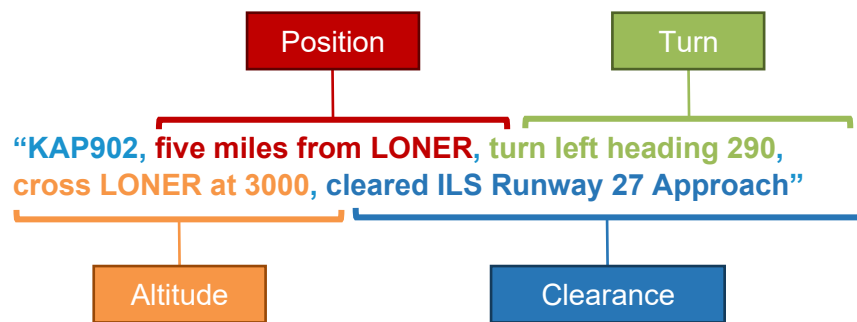 Position Turn
“KAP902, five miles from LONER, turn left heading 290,
cross LONER at 3000, cleared ILS Runway 27 Approach”
Altitude Clearance